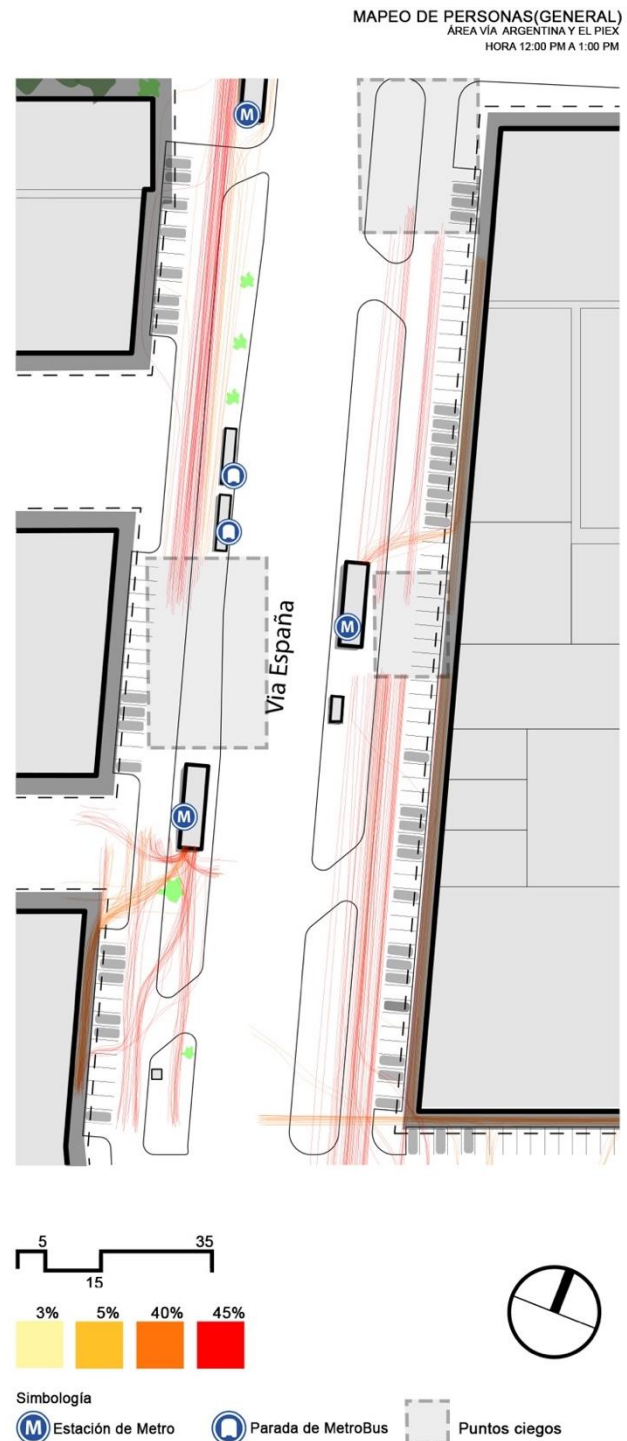 MAPEO DE PERSONAS(GENERAL)
ÁREA VÍA ARGENTINA Y EL PIEX
HORA 12:00 PM A 1:00 PM
M
Via España
M
M
5
35
15
3%
5%
40%
45%
Simbología
M Estación de Metro
Parada de MetroBus
Puntos ciegos